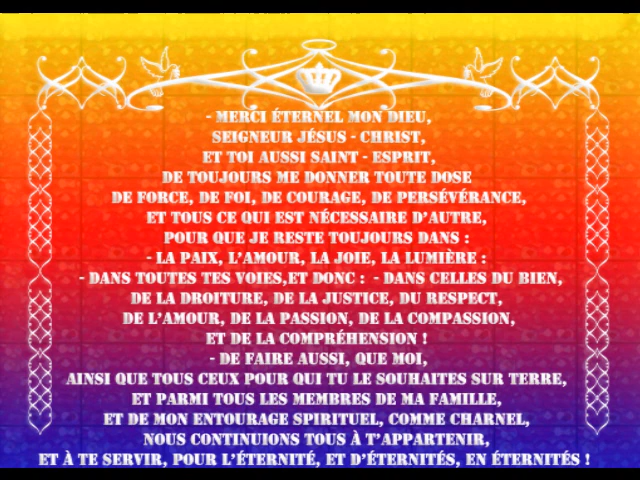 - MERCI ÉTERNEL MON DIEU,
SEIGNEUR JÉSUS - CHRIST,
ET TOI AUSSI SAINT - ESPRIT,
DE TOUJOURS ME DONNER TOUTE DOSE
DE FORCE, DE FOI, DE COURAGE, DE PERSÉVÉRANCE,
ET TOUS CE QUI EST NÉCESSAIRE D'AUTRE,
POUR QUE JE RESTE TOUJOURS DANS :
- LA PAIX, L'AMOUR, LA JOIE, LA LUMIÈRE :
- DANS TOUTES TES VOIES,ET DONC : - DANS CELLES DU BIEN,
DE LA DROITURE, DE LA JUSTICE, DU RESPECT,
DE L'AMOUR, DE LA PASSION, DE LA COMPASSION,
ET DE LA COMPRÉHENSION !
- DE FAIRE AUSSI, QUE MOI,
AINSI QUE TOUS CEUX POUR QUI TU LE SOUHAITES SUR TERRE,
ET PARMI TOUS LES MEMBRES DE MA FAMILLE,
ET DE MON ENTOURAGE SPIRITUEL, COMME CHARNEL,
NOUS CONTINUIONS TOUS À T'APPARTENIR,
ET À TE SERVIR, POUR L'ÉTERNITÉ, ET D'ÉTERNITÉS, EN ÉTERNITÉS !